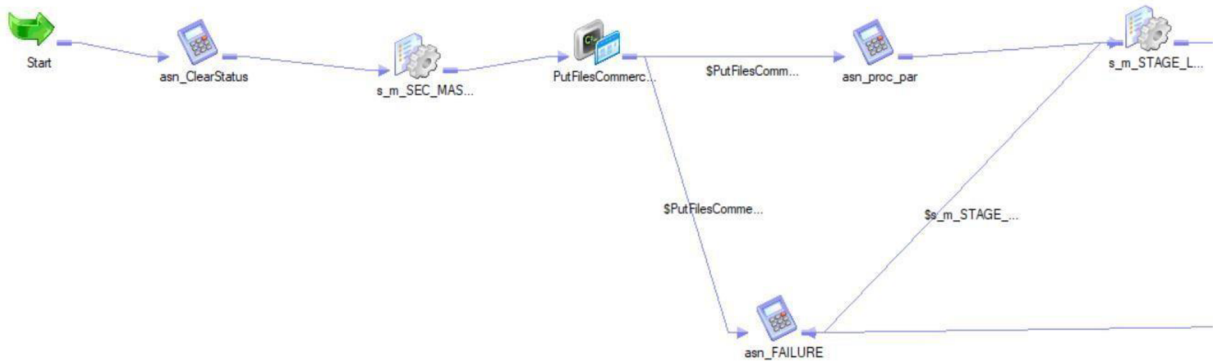 Start
asn_ClearStatus
s_m_SEC_MAS...
PutFilesCommerc...
$PutFilesComm...
asn_proc_par
s_m_STAGE_L...
$PutFilesComme...
$s_m_STAGE_...
asn_FAILURE